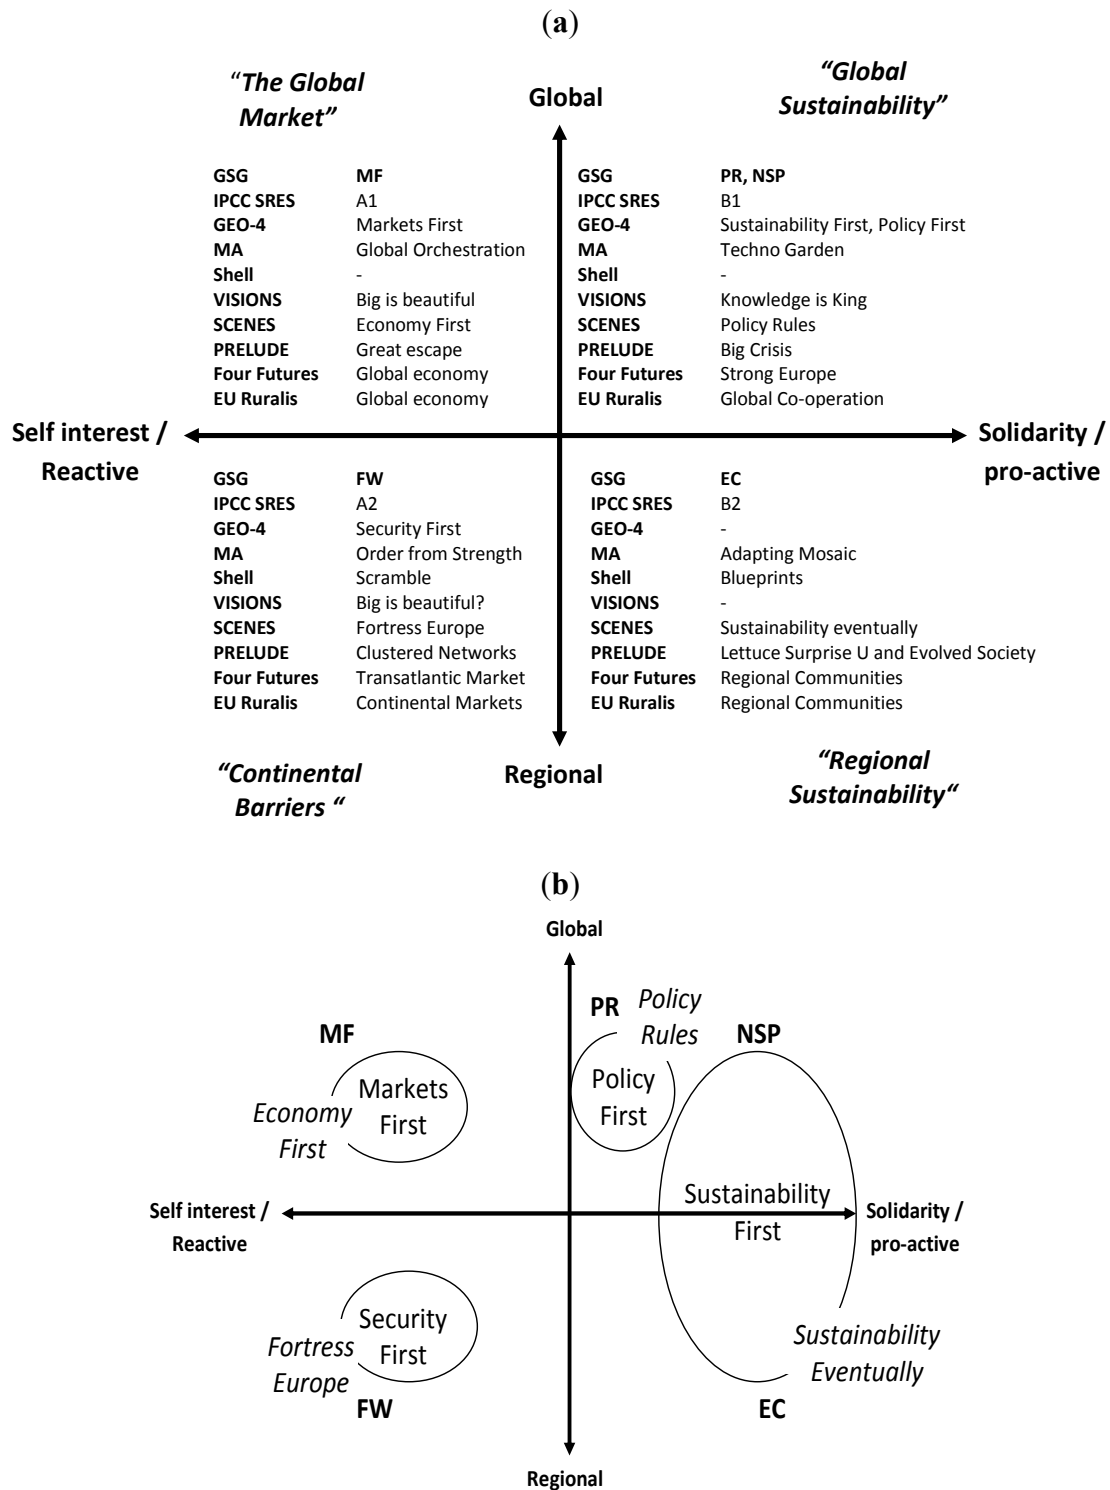 (a)
“The Global
Market”
Global
“Global
Sustainability”
GSG MF
IPCC SRES A1
GEO-4 Markets First
MA Global Orchestration
Shell -
VISIONS Big is beautiful
SCENES Economy First
PRELUDE Great escape
Four Futures Global economy
EU Ruralis Global economy
GSG PR, NSP
IPCC SRES B1
GEO-4 Sustainability First, Policy First
MA Techno Garden
Shell -
VISIONS Knowledge is King
SCENES Policy Rules
PRELUDE Big Crisis
Four Futures Strong Europe
EU Ruralis Global Co-operation
Self interest /
Reactive
Solidarity /
pro-active
GSG FW
IPCC SRES A2
GEO-4 Security First
MA Order from Strength
Shell Scramble
VISIONS Big is beautiful?
SCENES Fortress Europe
PRELUDE Clustered Networks
Four Futures Transatlantic Market
EU Ruralis Continental Markets
GSG EC
IPCC SRES B2
GEO-4 -
MA Adapting Mosaic
Shell Blueprints
VISIONS -
SCENES Sustainability eventually
PRELUDE Lettuce Surprise U and Evolved Society
Four Futures Regional Communities
EU Ruralis Regional Communities
“Continental
Barriers “
Regional
“Regional
Sustainability“
(b)
Global
MF
Markets
First
Economy
First
PR
Policy
Rules
Policy
First
NSP
Sustainability
First
Self interest /
Reactive
Solidarity /
pro-active
Security
First
Fortress
Europe
FW
Sustainability
Eventually
EC
Regional